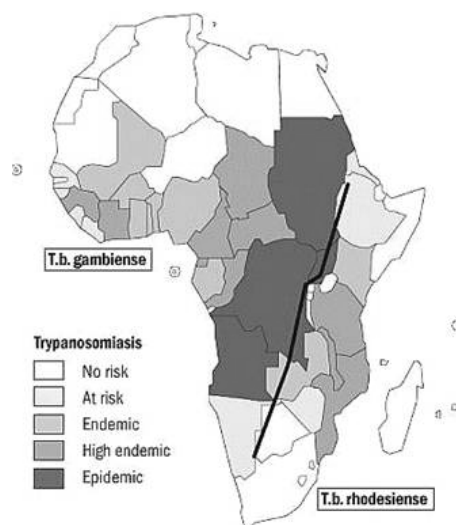 T.b. gambiense
Trypanosomiasis
No risk
At risk
Endemic
High endemic
Epidemic
T.b. rhodesiense